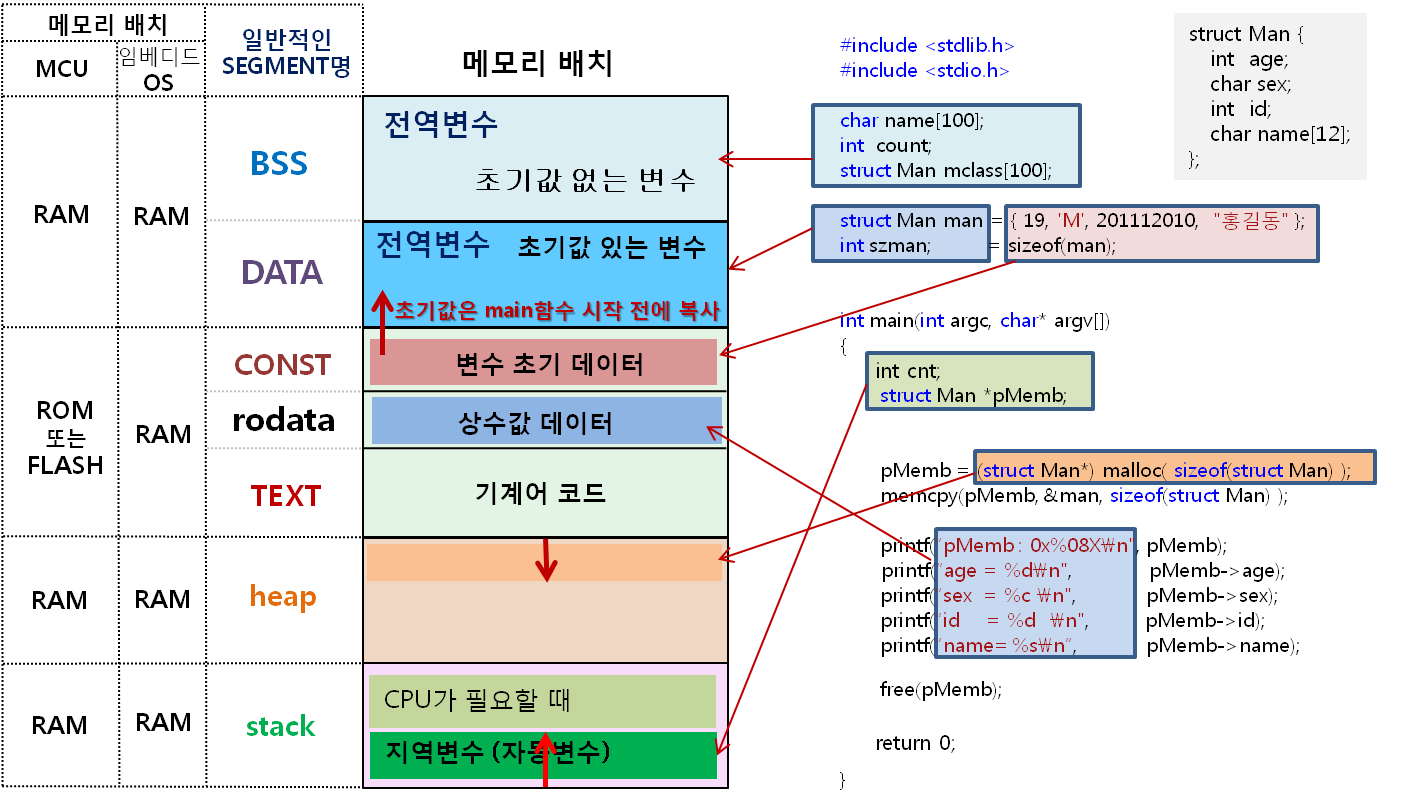 메모리 배치
MCU
임베디드
OS
일반적인
SEGMENT명
메모리 배치
RAM
RAM
BSS
전역변수
초기값 없는 변수
DATA
전역변수 초기값 있는 변수
초기값은 main함수 시작 전에 복사
ROM
또는
FLASH
RAM
CONST
변수 초기 데이터
rodata
상수값 데이터
TEXT
기계어 코드
RAM
RAM
heap
RAM
RAM
stack
CPU가 필요할 때
지역변수 (자동변수)
#include <stdlib.h>
#include <stdio.h>
char name[100];
int count;
struct Man mclass[100];
struct Man man = { 19, 'M', 201112010, "홍길동" };
int szman; = sizeof(man);
int main(int argc, char* argv[])
{
int cnt;
struct Man *pMemb;
pMemb = (struct Man*) malloc( sizeof(struct Man) );
memcpy(pMemb, &man, sizeof(struct Man) );
printf("pMemb: 0x%08X₩n", pMemb);
printf("age = %d₩n", pMemb->age);
printf("sex = %c ₩n", pMemb->sex);
printf("id = %d ₩n", pMemb->id);
printf("name= %s₩n", pMemb->name);
free(pMemb);
return 0;
}
struct Man {
int age;
char sex;
int id;
char name[12];
};